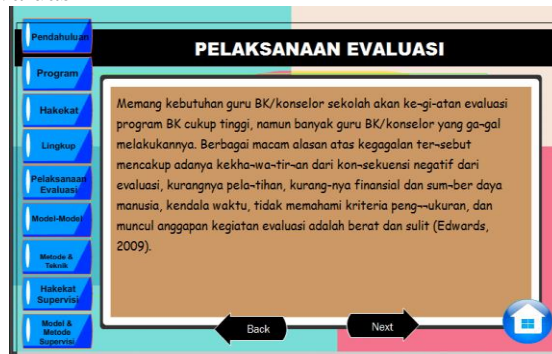 PELAKSANAAN EVALUASI
Pendahuluan
Program
Hakekat
Lingkup
Pelaksanaan
Evaluasi
Model-Model
Metode &
Teknik
Hakekat
Supervisi
Model &
Metode
Supervisi
Memang kebutuhan guru BK/konselor sekolah akan ke¬gi¬atan evaluasi
program BK cukup tinggi, namun banyak guru BK/konselor yang ga¬gal
melakukannya. Berbagai macam alasan atas kegagalan ter¬sebut
mencakup adanya kekha¬wa¬tir¬an dari kon¬sekuensi negatif dari
evaluasi, kurangnya pela¬tihan, kurang¬nya finansial dan sum¬ber daya
manusia, kendala waktu, tidak memahami kriteria peng¬¬ukuran, dan
muncul anggapan kegiatan evaluasi adalah berat dan sulit (Edwards,
2009).
Back
Next